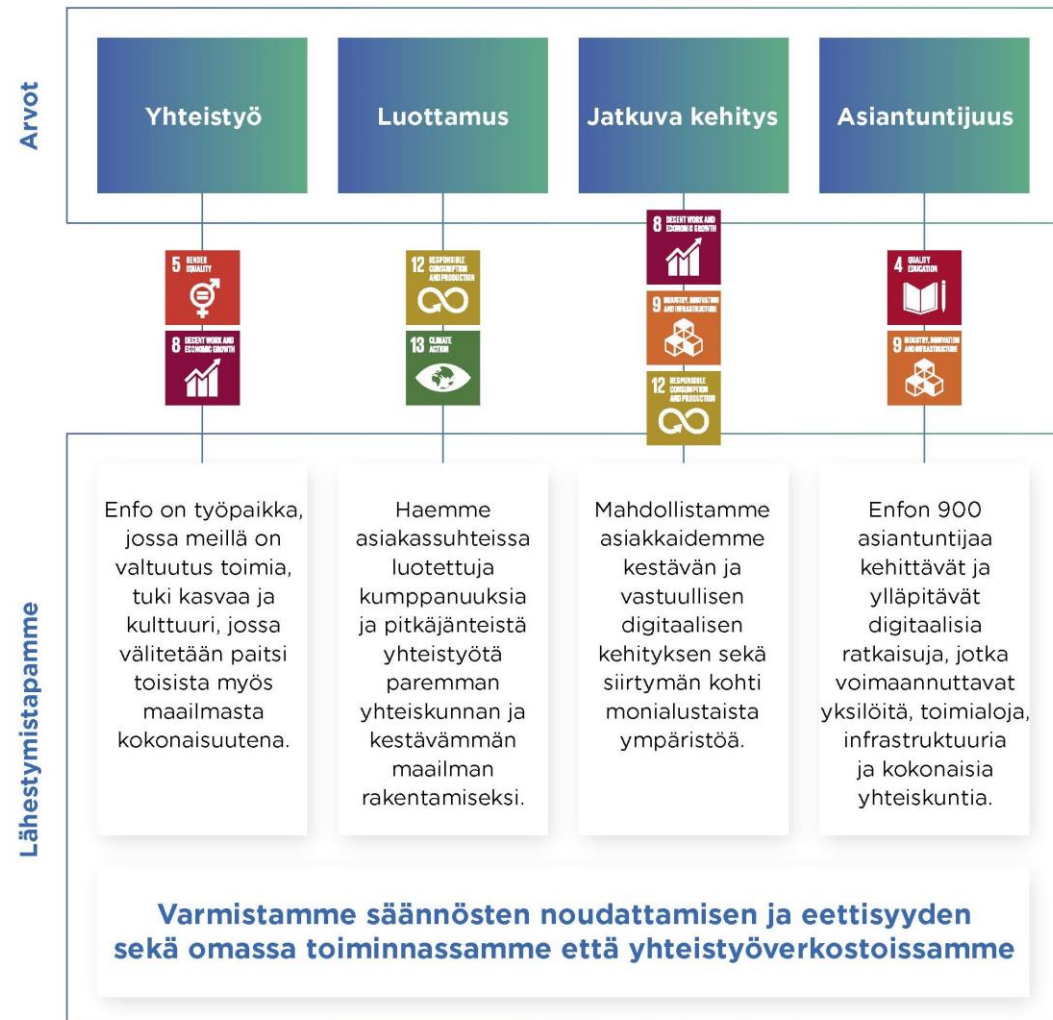 Arvot
Yhteistyö
Luottamus
Jatkuva kehitys
Asiantuntijuus
5 GENDER
EQUALITY
8 DECENT WORK AND
ECONOMIC GROWTH
12 RESPONSIBLE
CONSUMPTION
AND PRODUCTION
13 CLIMATE
ACTION
8 DECENT WORK AND
ECONOMIC GROWTH
9 INDUSTRY, INNOVATION
AND INFRASTRUCTURE
12 RESPONSIBLE
CONSUMPTION
AND PRODUCTION
4 QUALITY
EDUCATION
9 INDUSTRY, INNOVATION
AND INFRASTRUCTURE
Lähestymistapamme
Enfo on työpaikka,
jossa meillä on
valtuutus toimia,
tuki kasvaa ja
kulttuuri, jossa
välitetään paitsi
toisista myös
maailmasta
kokonaisuutena.
Haemme
asiakassuhteissa
luotettuja
kumppanuuksia
ja pitkäjänteistä
yhteistyötä
paremman
yhteiskunnan ja
kestävämmän
maailman
rakentamiseksi.
Mahdollistamme
asiakkaidemme
kestävän ja
vastuullisen
digitaalisen
kehityksen sekä
siirtymän kohti
monialustaista
ympäristöä.
Enfon 900
asiantuntijaa
kehittävät ja
ylläpitävät
digitaalisia
ratkaisuja, jotka
voimaannuttavat
yksilöitä, toimialoja,
infrastruktuuria
ja kokonaisia
yhteiskuntia.
Varmistamme säännösten noudattamisen ja eettisyyden
sekä omassa toiminnassamme että yhteistyöverkostoissamme